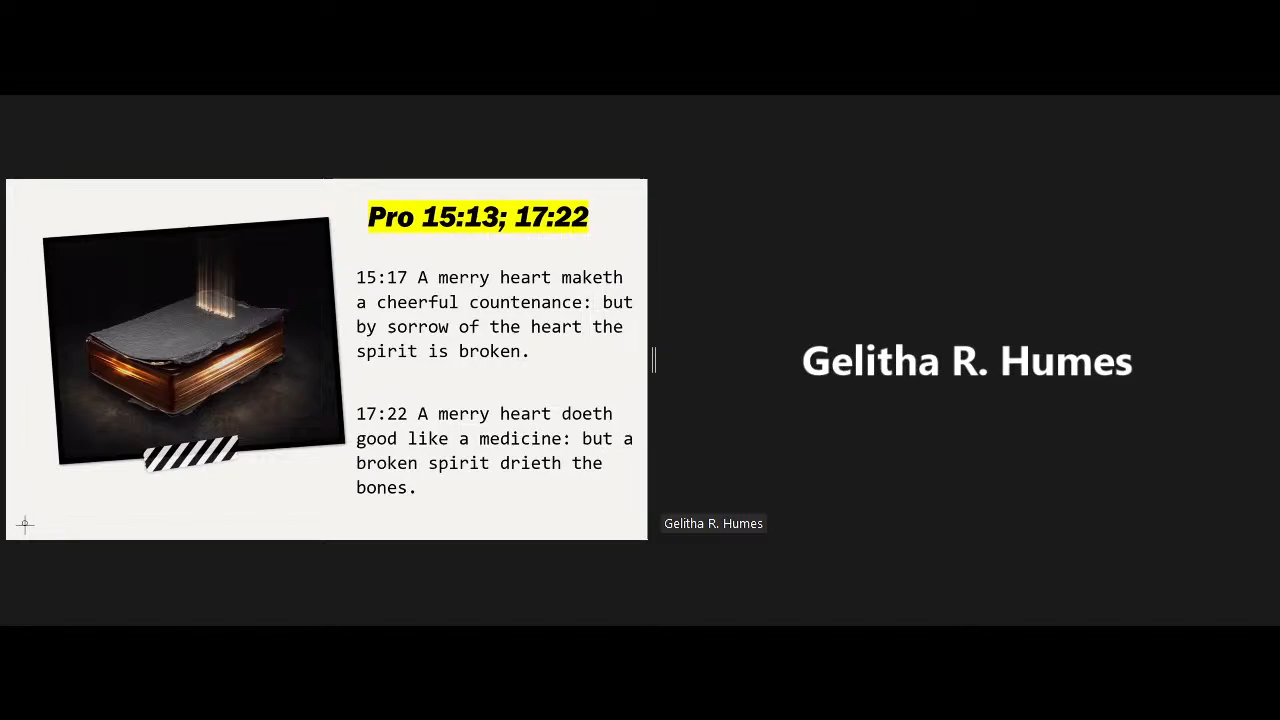 Pro 15:13; 17:22
15:17 A merry heart maketh
a cheerful countenance: but
by sorrow of the heart the
spirit is broken.
17:22 A merry heart doeth
good like a medicine: but a
broken spirit drieth the
bones.
Gelitha R. Humes
Gelitha R. Humes